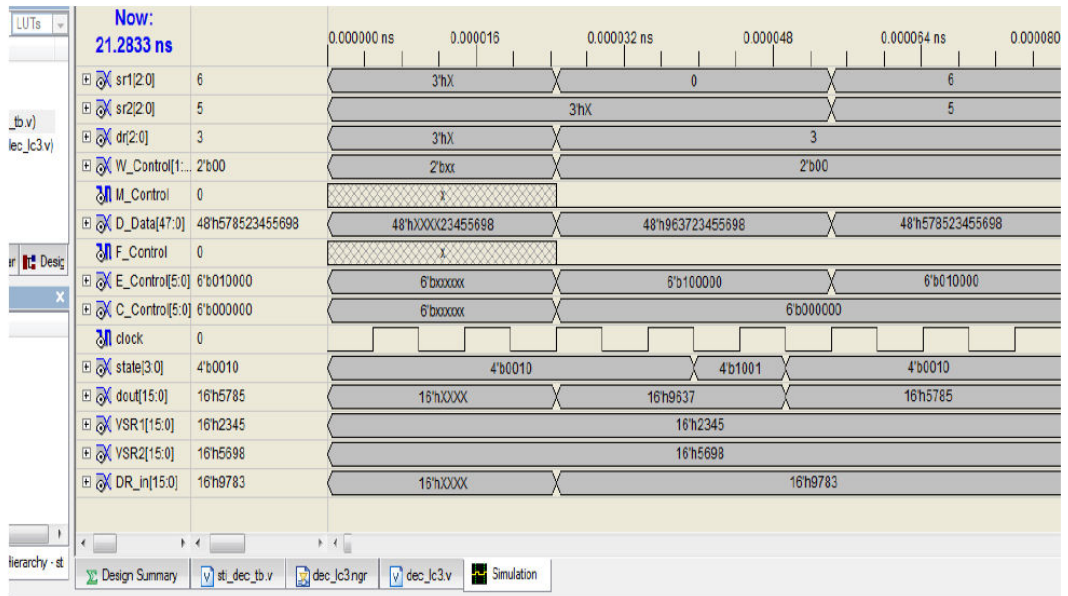 LUTs
_tb.v)
lec_lc3.v)
ar Desig
Hierarchy - st
Now:
21.2833 ns
0.000000 ns 0.000016 0.000032 ns 0.000048 0.000064 ns 0.000080
sr1[2:0] 6 3'hX 0 6
sr2[2:0] 5 3'hX 5
dr[2:0] 3 3'hX 3
W_Control[1:... 2'b00 2'bxx 2'b00
M_Control 0 X
D_Data[47:0] 48'h578523455698 48'hXXXX23455698 48'h963723455698 48'h578523455698
F_Control 0 X
E_Control[5:0] 6'b010000 6'bxxxxxx 6'b100000 6'b010000
C_Control[5:0] 6'b000000 6'bxxxxxx 6'b000000
clock 0
state[3:0] 4'b0010 4'b0010 4'b1001 4'b0010
dout[15:0] 16'h5785 16'hXXXX 16'h9637 16'h5785
VSR1[15:0] 16'h2345 16'h2345
VSR2[15:0] 16'h5698 16'h5698
DR_in[15:0] 16'h9783 16'hXXXX 16'h9783
Design Summary sti_dec_tb.v dec_lc3.ngr dec_lc3.v Simulation